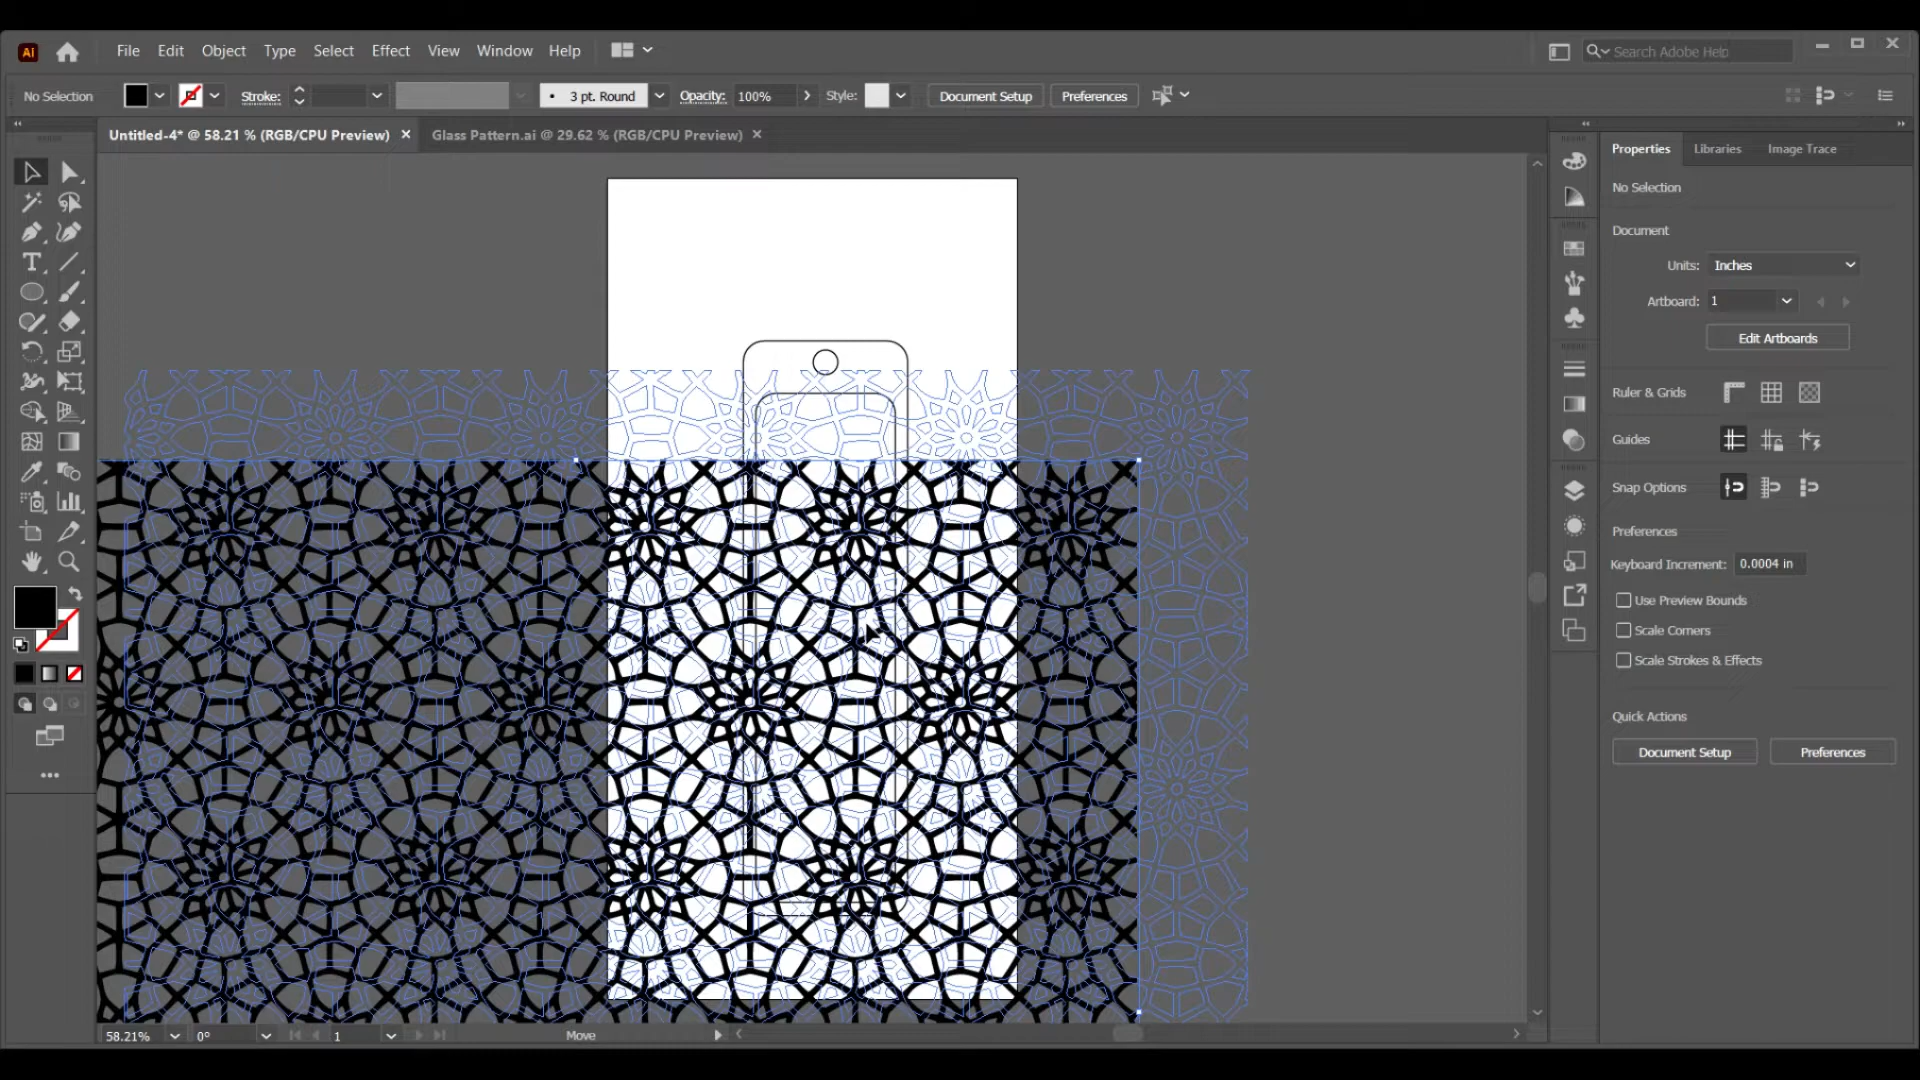 Ai File Edit Object Type Select Effect View Window Help Search Adobe Help
No Selection Stroke: 3 pt. Round Opacity: 100% Style: Document Setup Preferences
Untitled-4* @ 58.21 % (RGB/CPU Preview) × Glass Pattern.ai @ 29.62 % (RGB/CPU Preview) ×
Properties Libraries Image Trace
No Selection
Document
Units: Inches
Artboard: 1
Edit Artboards
Ruler & Grids
Guides
Snap Options
Preferences
Keyboard Increment: 0.0004 in
Use Preview Bounds
Scale Corners
Scale Strokes & Effects
Quick Actions
Document Setup Preferences
58.21% 0° 1 Move